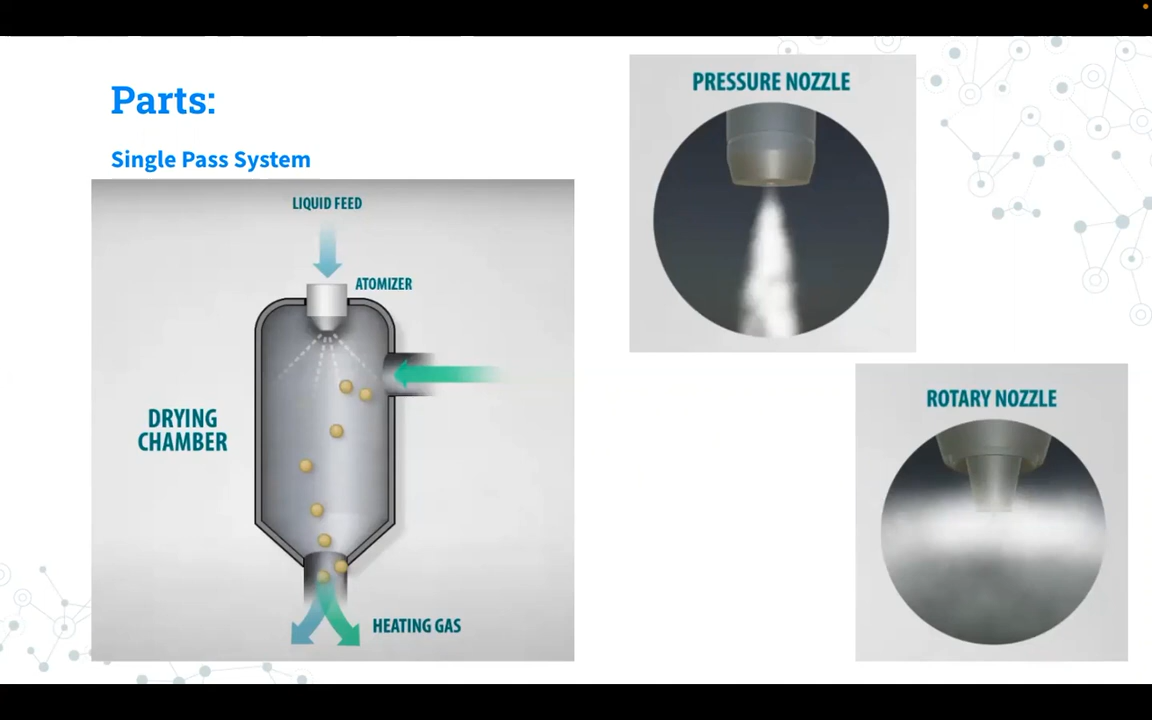 Parts:
Single Pass System
LIQUID FEED
ATOMIZER
DRYING
CHAMBER
HEATING GAS
PRESSURE NOZZLE
ROTARY NOZZLE